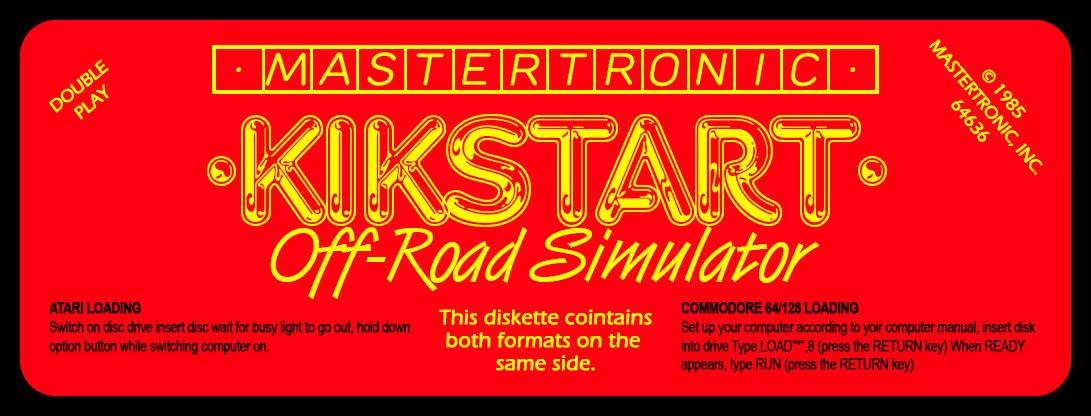 DOUBLE
PLAY
· MASTERTRONIC ·
© 1985
MASTERTRONIC, INC.
64636
KIKSTART
Off-Road Simulator
ATARI LOADING
Switch on disc drive insert disc wait for busy light to go out, hold down
option button while switching computer on.
This diskette cointains
both formats on the
same side.
COMMODORE 64/128 LOADING
Set up your computer according to yoir computer manual, insert disk
into drive Type LOAD"*",8 (press the RETURN key) When READY
appears, type RUN (press the RETURN key)